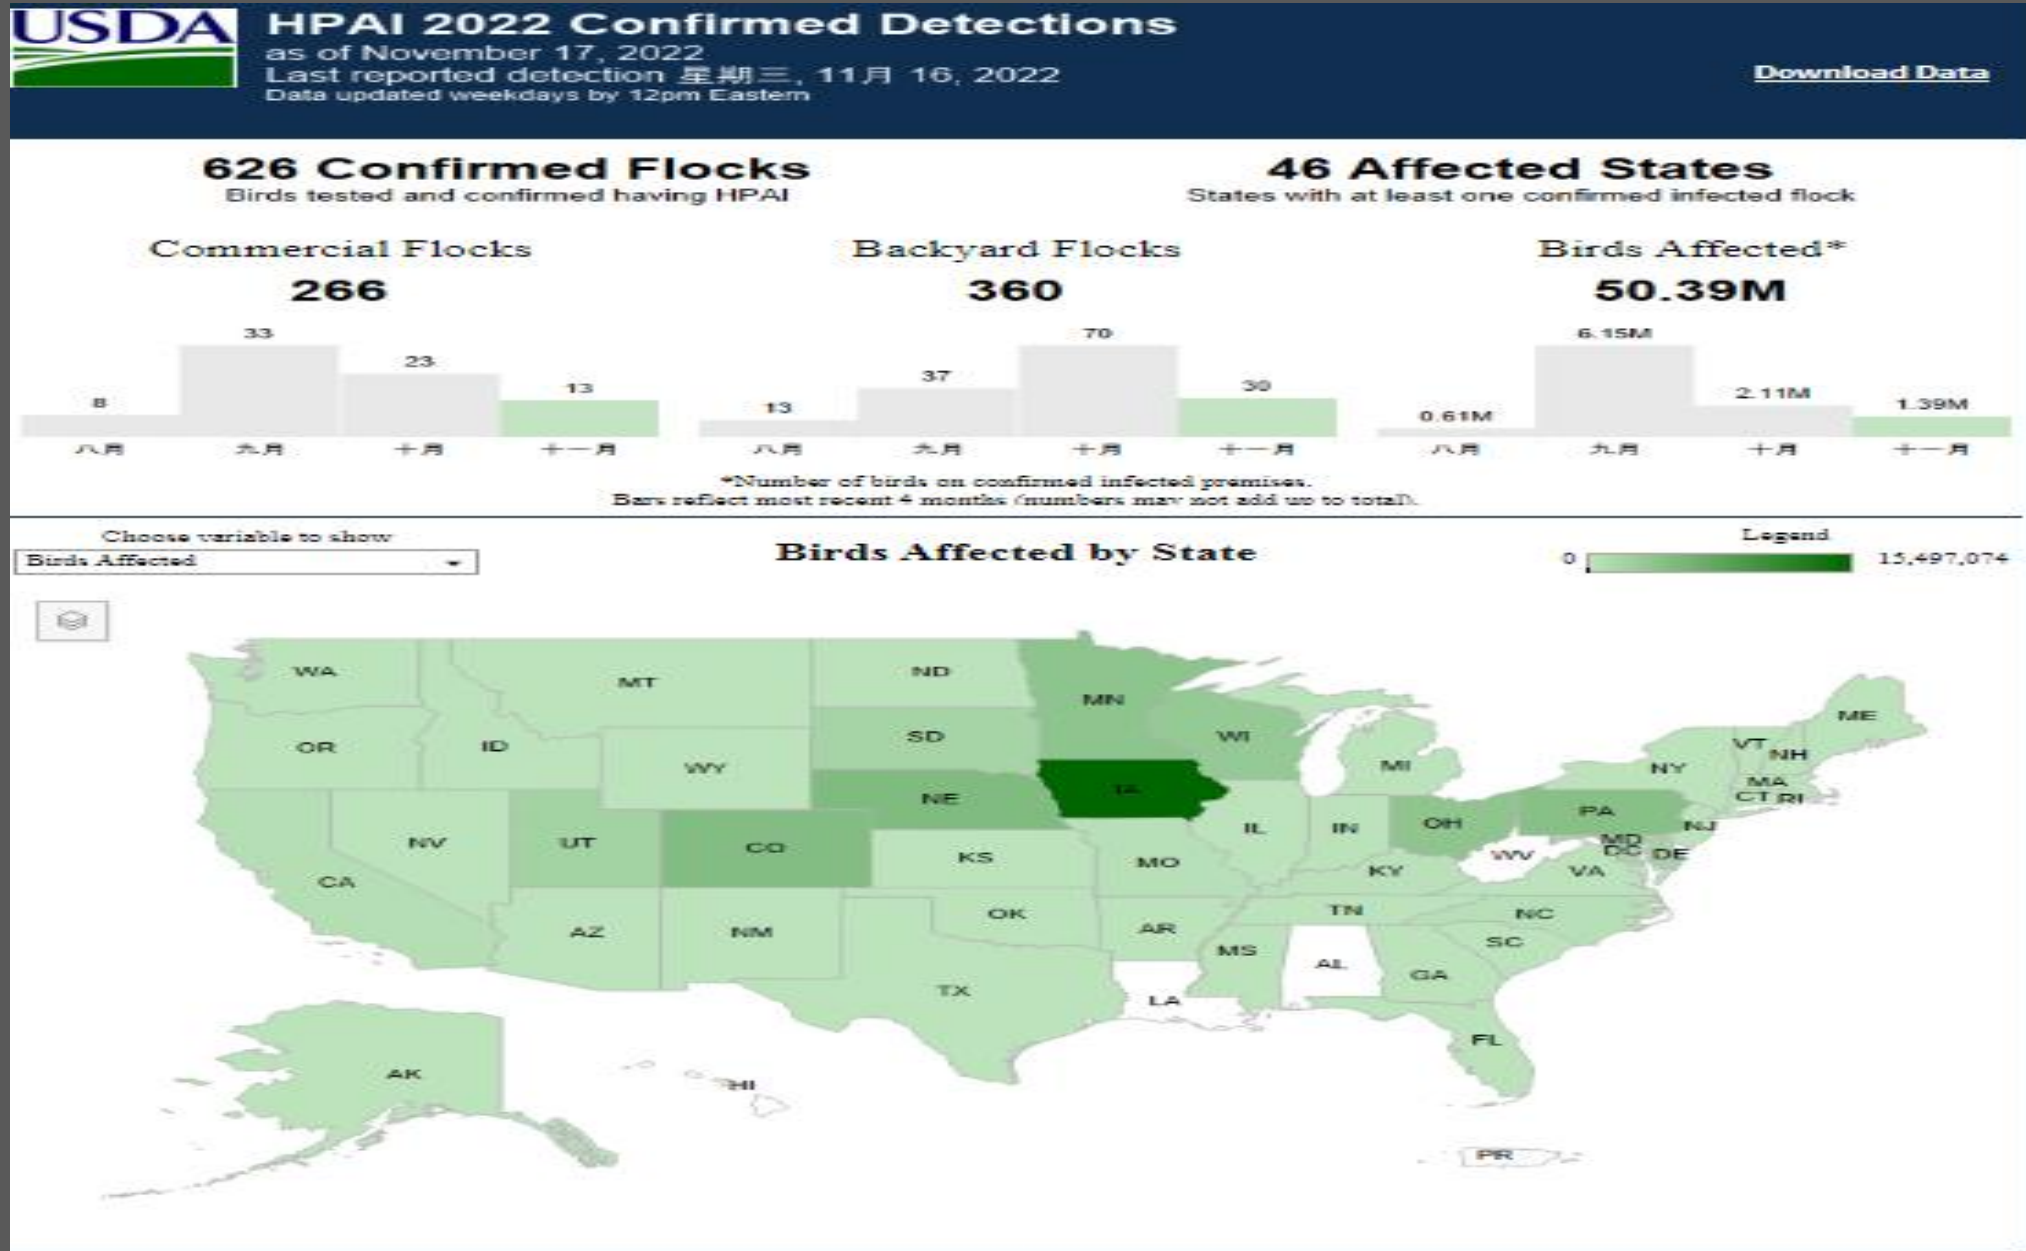 USDA
HPAI 2022 Confirmed Detections
as of November 17, 2022
Last reported detection 星期三, 11月 16, 2022
Data updated weekdays by 12pm Eastern
Download Data
626 Confirmed Flocks
Birds tested and confirmed having HPAI
46 Affected States
States with at least one confirmed infected flock
Commercial Flocks
266
33
23
13
8
八月 九月 十月 十一月
Backyard Flocks
360
70
37
30
13
八月 九月 十月 十一月
Birds Affected*
50.39M
6.15M
2.11M
1.39M
0.61M
八月 九月 十月 十一月
*Number of birds on confirmed infected premises.
Bars reflect most recent 4 months (numbers may not add up to total).
Choose variable to show
Birds Affected
Birds Affected by State
Legend
0 15,497,074
WA
MT
ND
MN
ME
OR
ID
SD
WI
VT
NH
WY
MI
NY
MA
CT RI
NE
IA
PA
NV
UT
CO
IL
IN
OH
NJ
MD
DC DE
KS
MO
WV
CA
KY
VA
AZ
NM
OK
AR
TN
NC
SC
MS
AL
GA
TX
LA
FL
AK
HI
PR